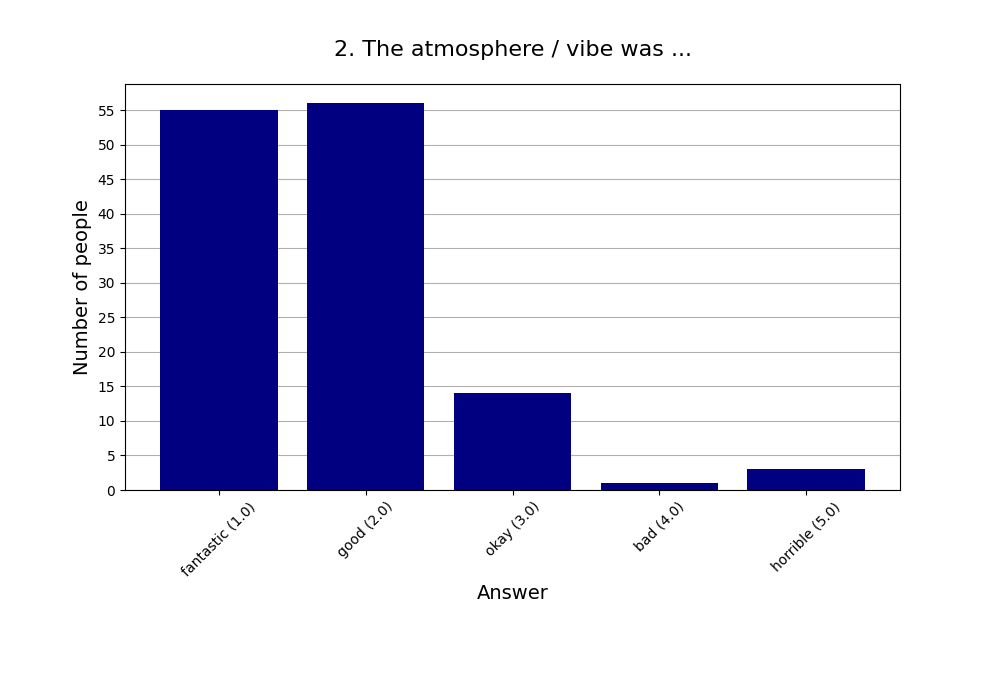 2. The atmosphere / vibe was ...
Number of people
55
50
45
40
35
30
25
20
15
10
5
0
fantastic (1.0)
good (2.0)
okay (3.0)
bad (4.0)
horrible (5.0)
Answer